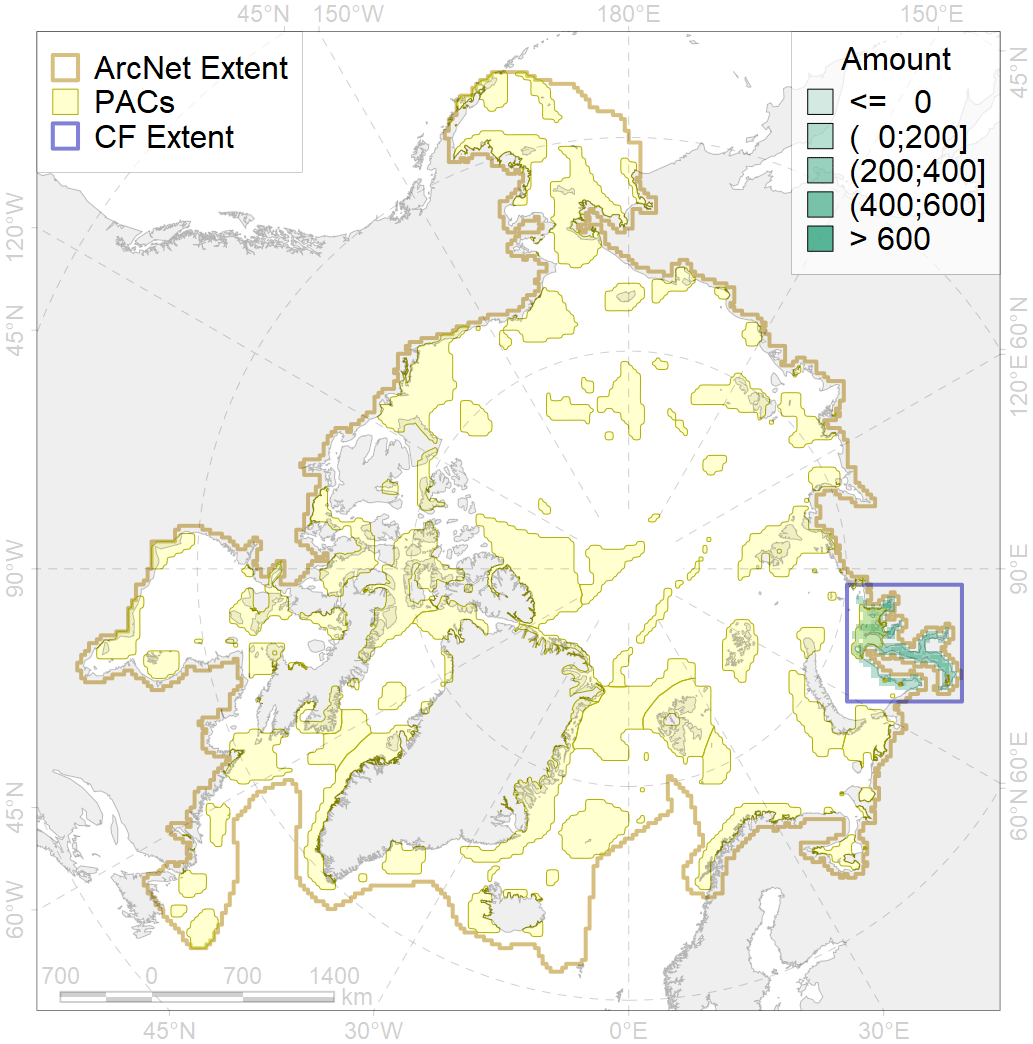 45°N 150°W 180°E 150°E
ArcNet Extent
PACs
CF Extent
Amount
<= 0
( 0;200]
(200;400]
(400;600]
> 600
45°N
120°W
45°N
90°W
45°N
60°W
60°N
120°E
90°E
60°E
60°N
700 0 700 1400
km
45°N 30°W 0°E 30°E